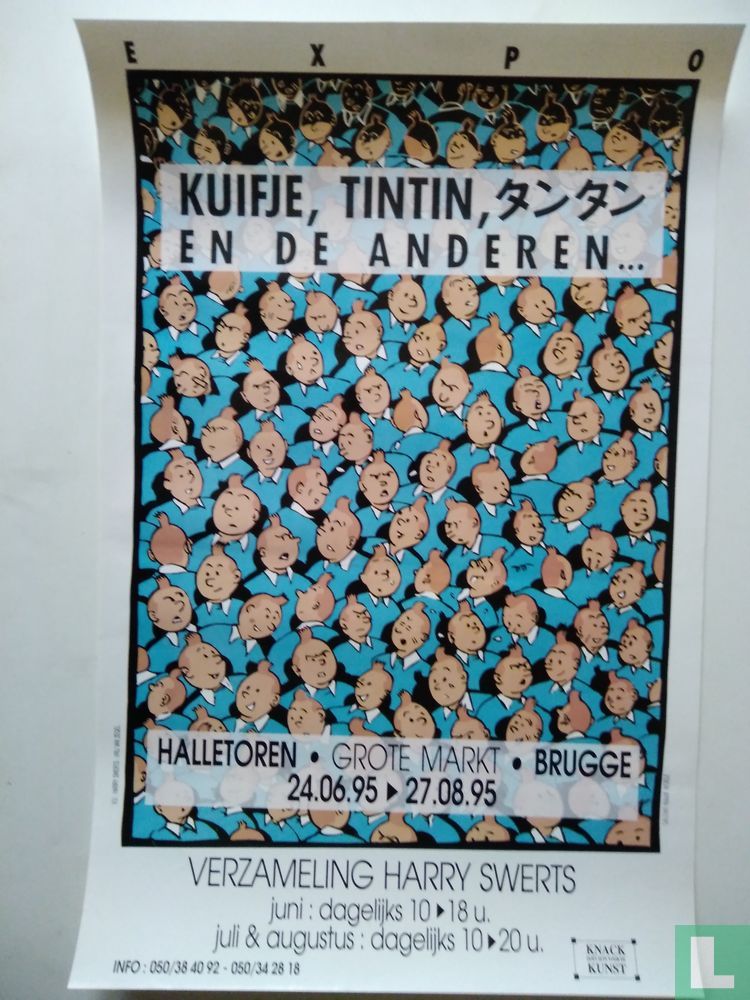 EXPO
KUIFJE, TINTIN, タンタン
EN DE ANDEREN...
HALLETOREN • GROTE MARKT • BRUGGE
24.06.95 ▸ 27.08.95
VERZAMELING HARRY SWERTS
juni : dagelijks 10 ▸ 18 u.
juli & augustus : dagelijks 10 ▸ 20 u.
INFO : 050/38 40 92 - 050/34 28 18
KNACK
KUNST
L